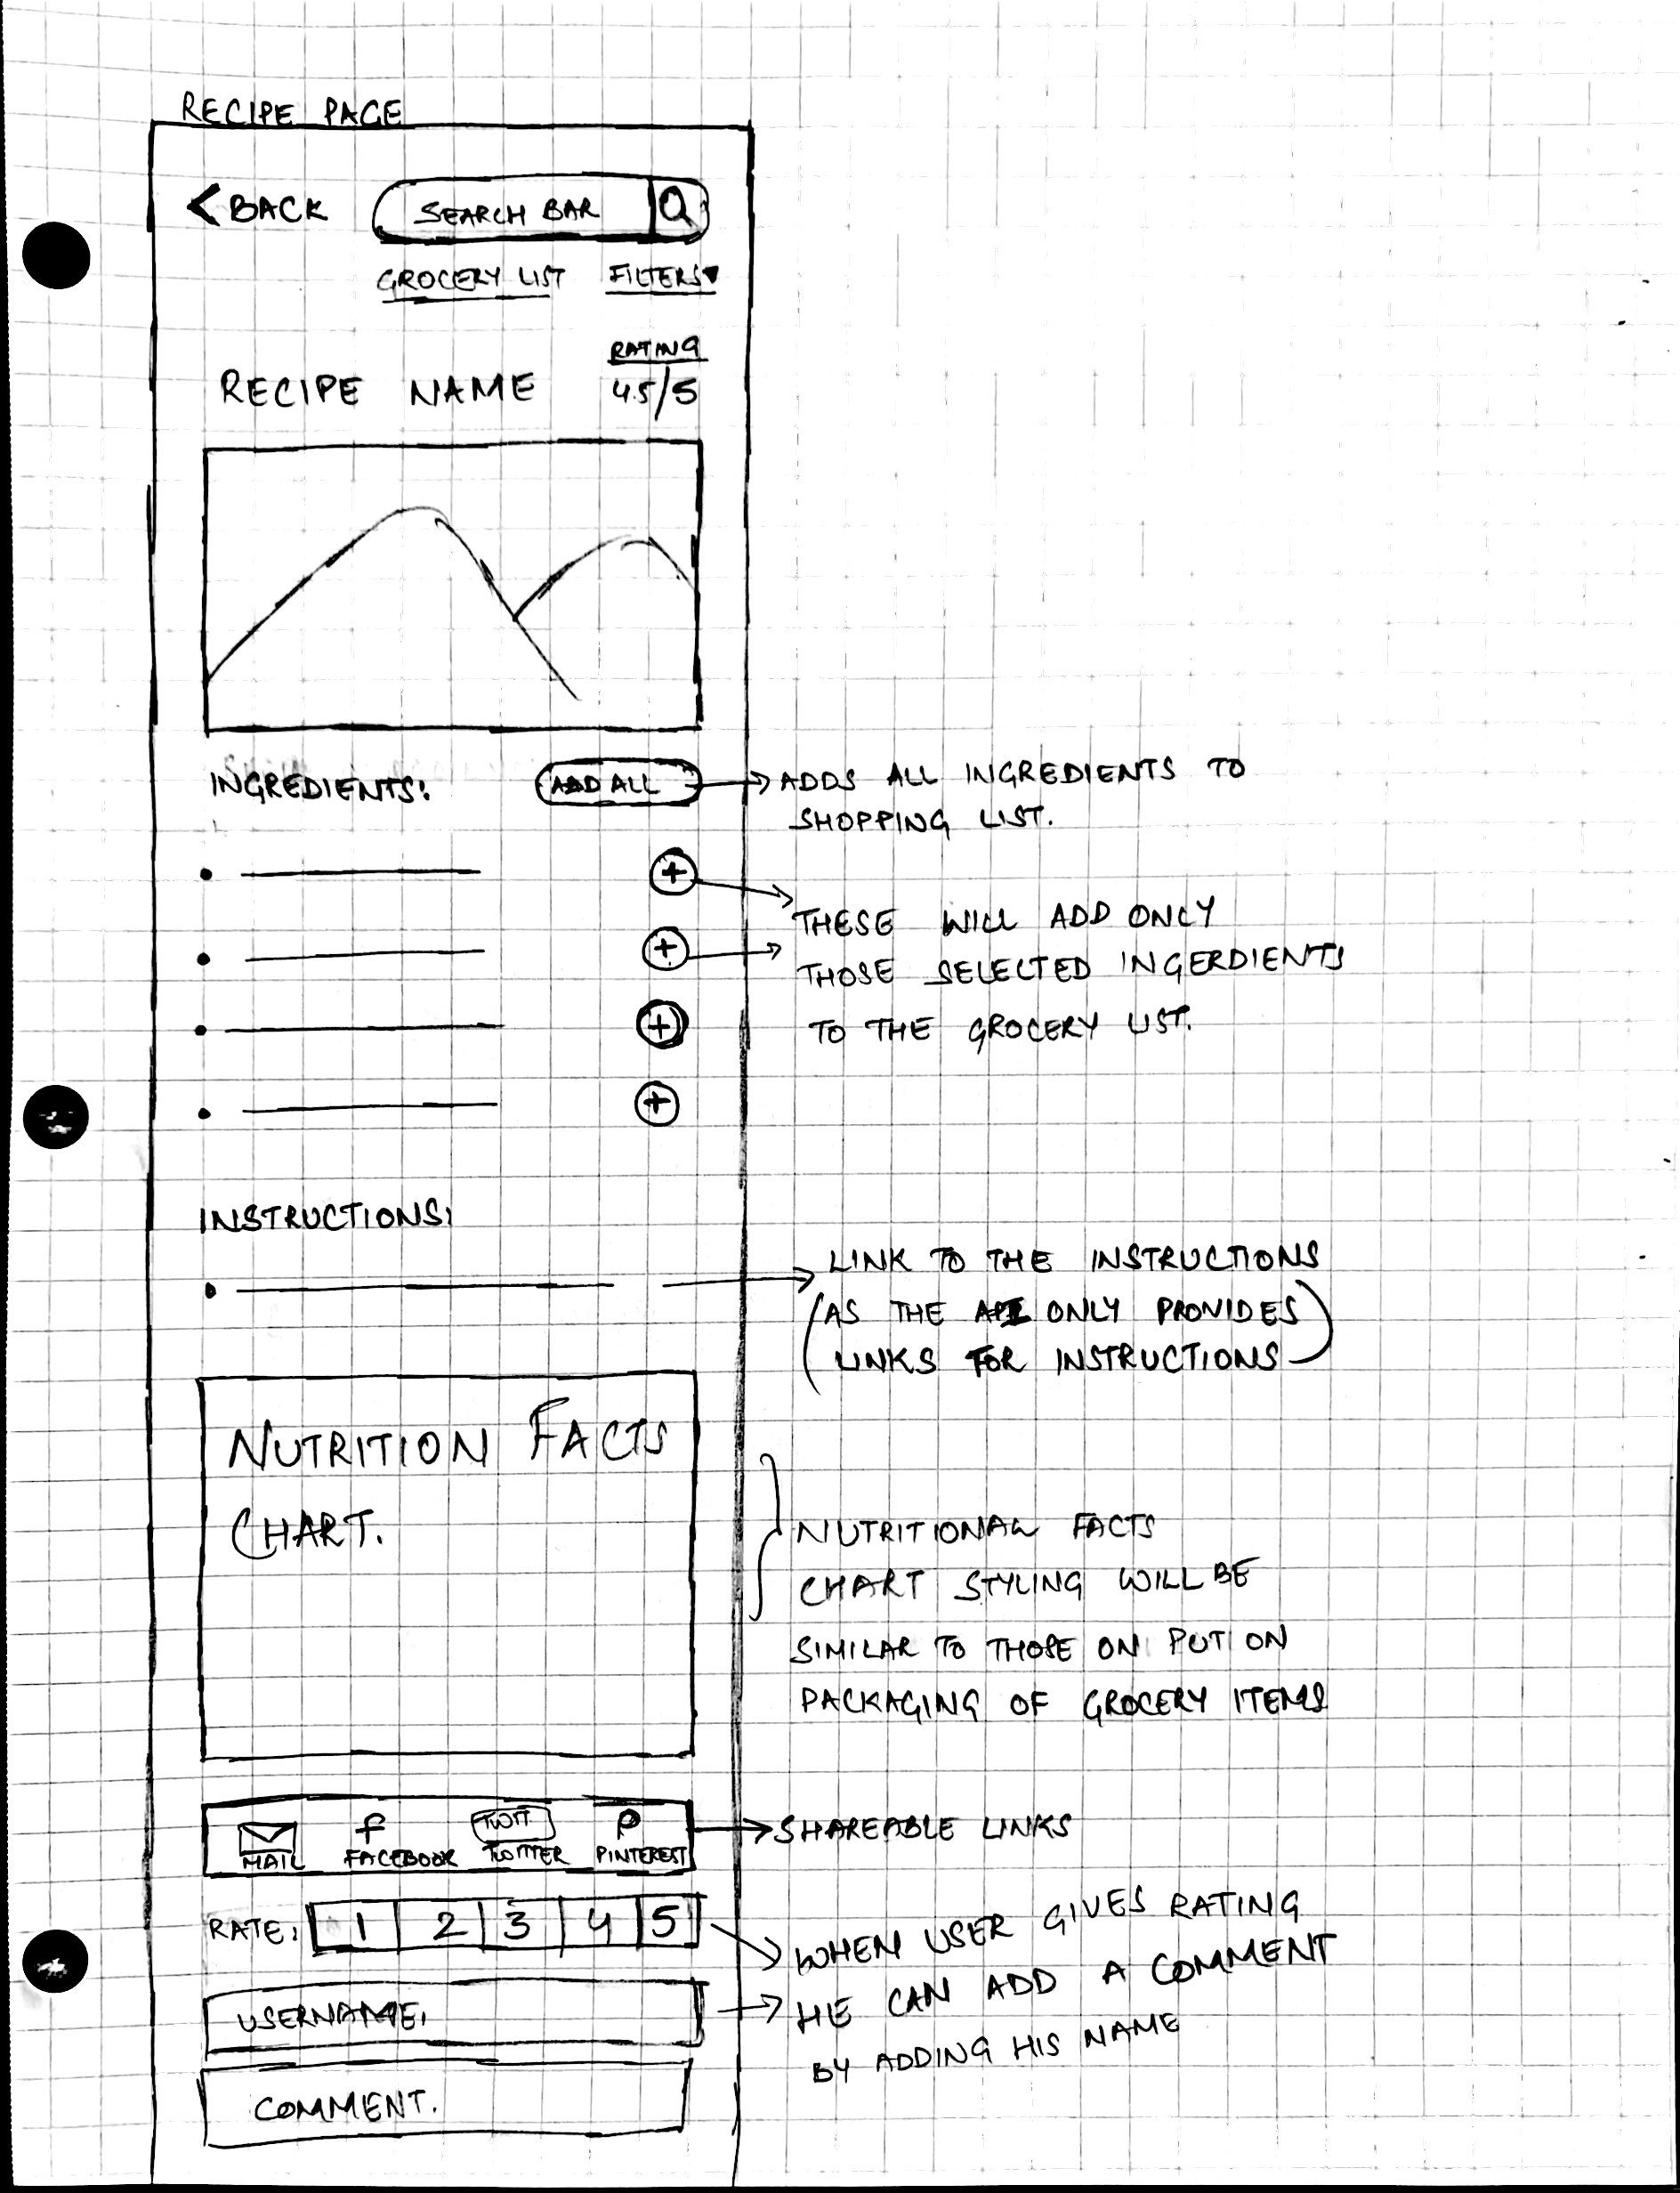 RECIPE PAGE
< BACK SEARCH BAR
GROCERY LIST FILTERS▼
RATING
RECIPE NAME 4.5/5
INGREDIENTS: ADD ALL → ADDS ALL INGREDIENTS TO
SHOPPING LIST.
+
THESE WILL ADD ONLY
+
THOSE SELECTED INGERDIENTS
+
TO THE GROCERY LIST.
+
INSTRUCTIONS:
LINK TO THE INSTRUCTIONS
(AS THE API ONLY PROVIDES
LINKS FOR INSTRUCTIONS)
NUTRITION FACTS
CHART.
NUTRITIONAL FACTS
CHART STYLING WILL BE
SIMILAR TO THOSE ON PUT ON
PACKAGING OF GROCERY ITEMS
f TWIT P
MAIL FACEBOOK TWITTER PINTEREST
→ SHAREABLE LINKS
RATE: 1 2 3 4 5
WHEN USER GIVES RATING
HE CAN ADD A COMMENT
BY ADDING HIS NAME
USERNAME:
COMMENT.